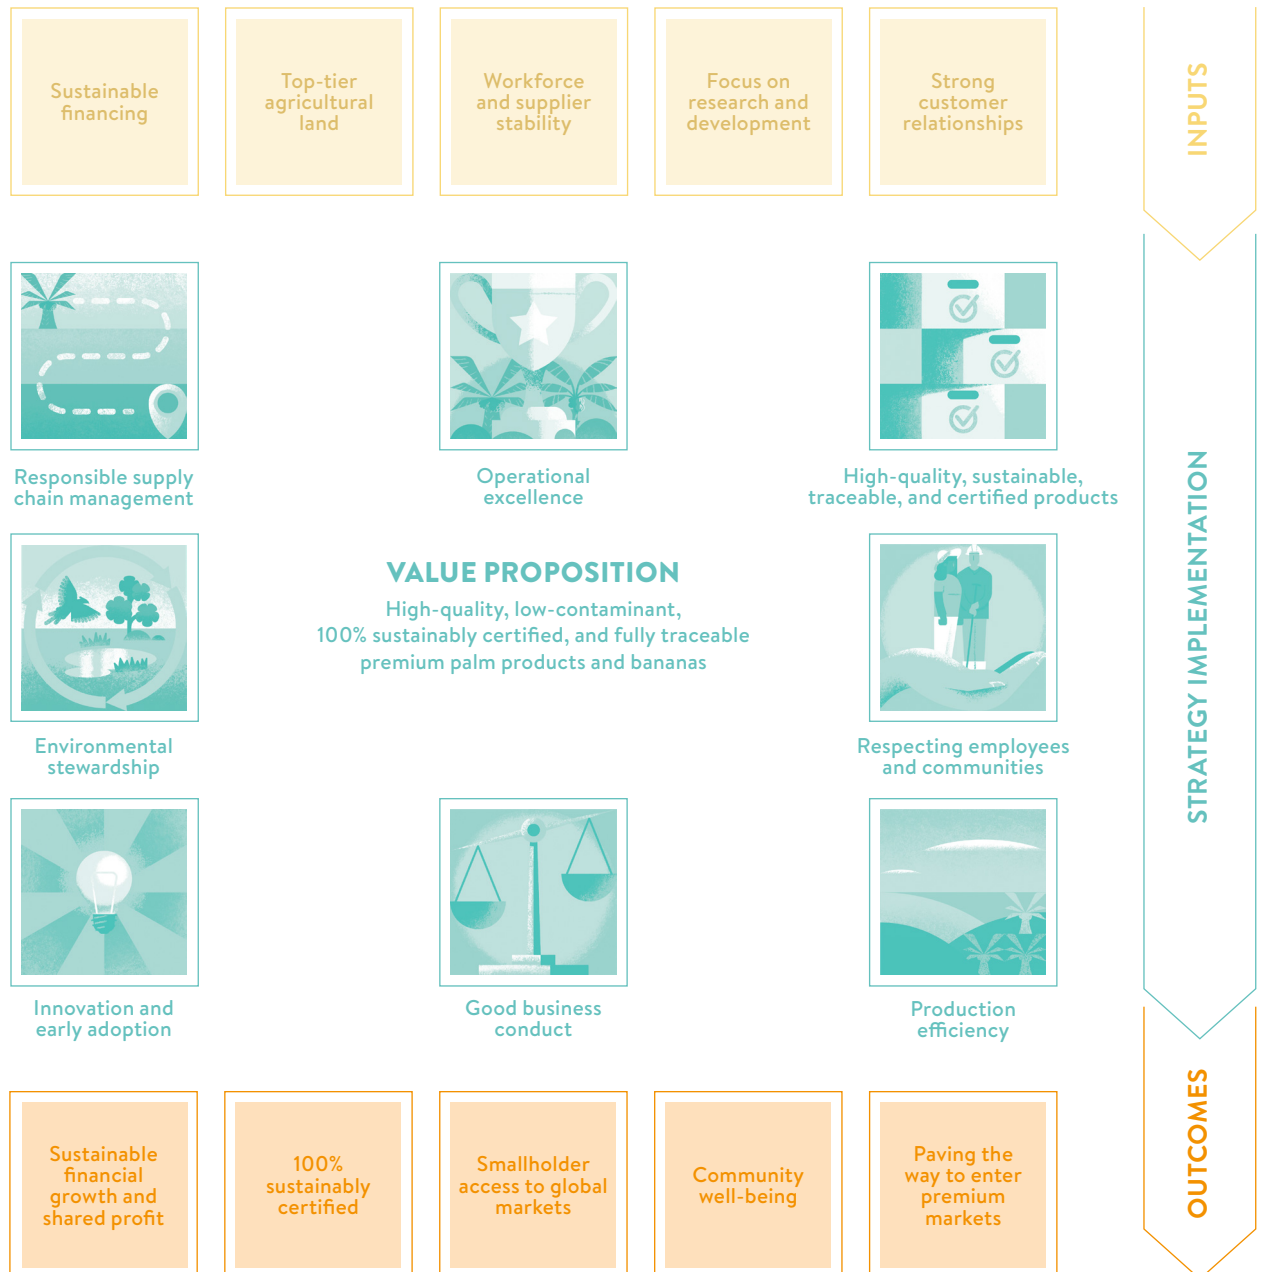 Sustainable
financing
Top-tier
agricultural
land
Workforce
and supplier
stability
Focus on
research and
development
Strong
customer
relationships
INPUTS
Responsible supply
chain management
Operational
excellence
High-quality, sustainable,
traceable, and certified products
VALUE PROPOSITION
High-quality, low-contaminant,
100% sustainably certified, and fully traceable
premium palm products and bananas
Environmental
stewardship
Respecting employees
and communities
STRATEGY IMPLEMENTATION
Innovation and
early adoption
Good business
conduct
Production
efficiency
Sustainable
financial
growth and
shared profit
100%
sustainably
certified
Smallholder
access to global
markets
Community
well-being
Paving the
way to enter
premium
markets
OUTCOMES